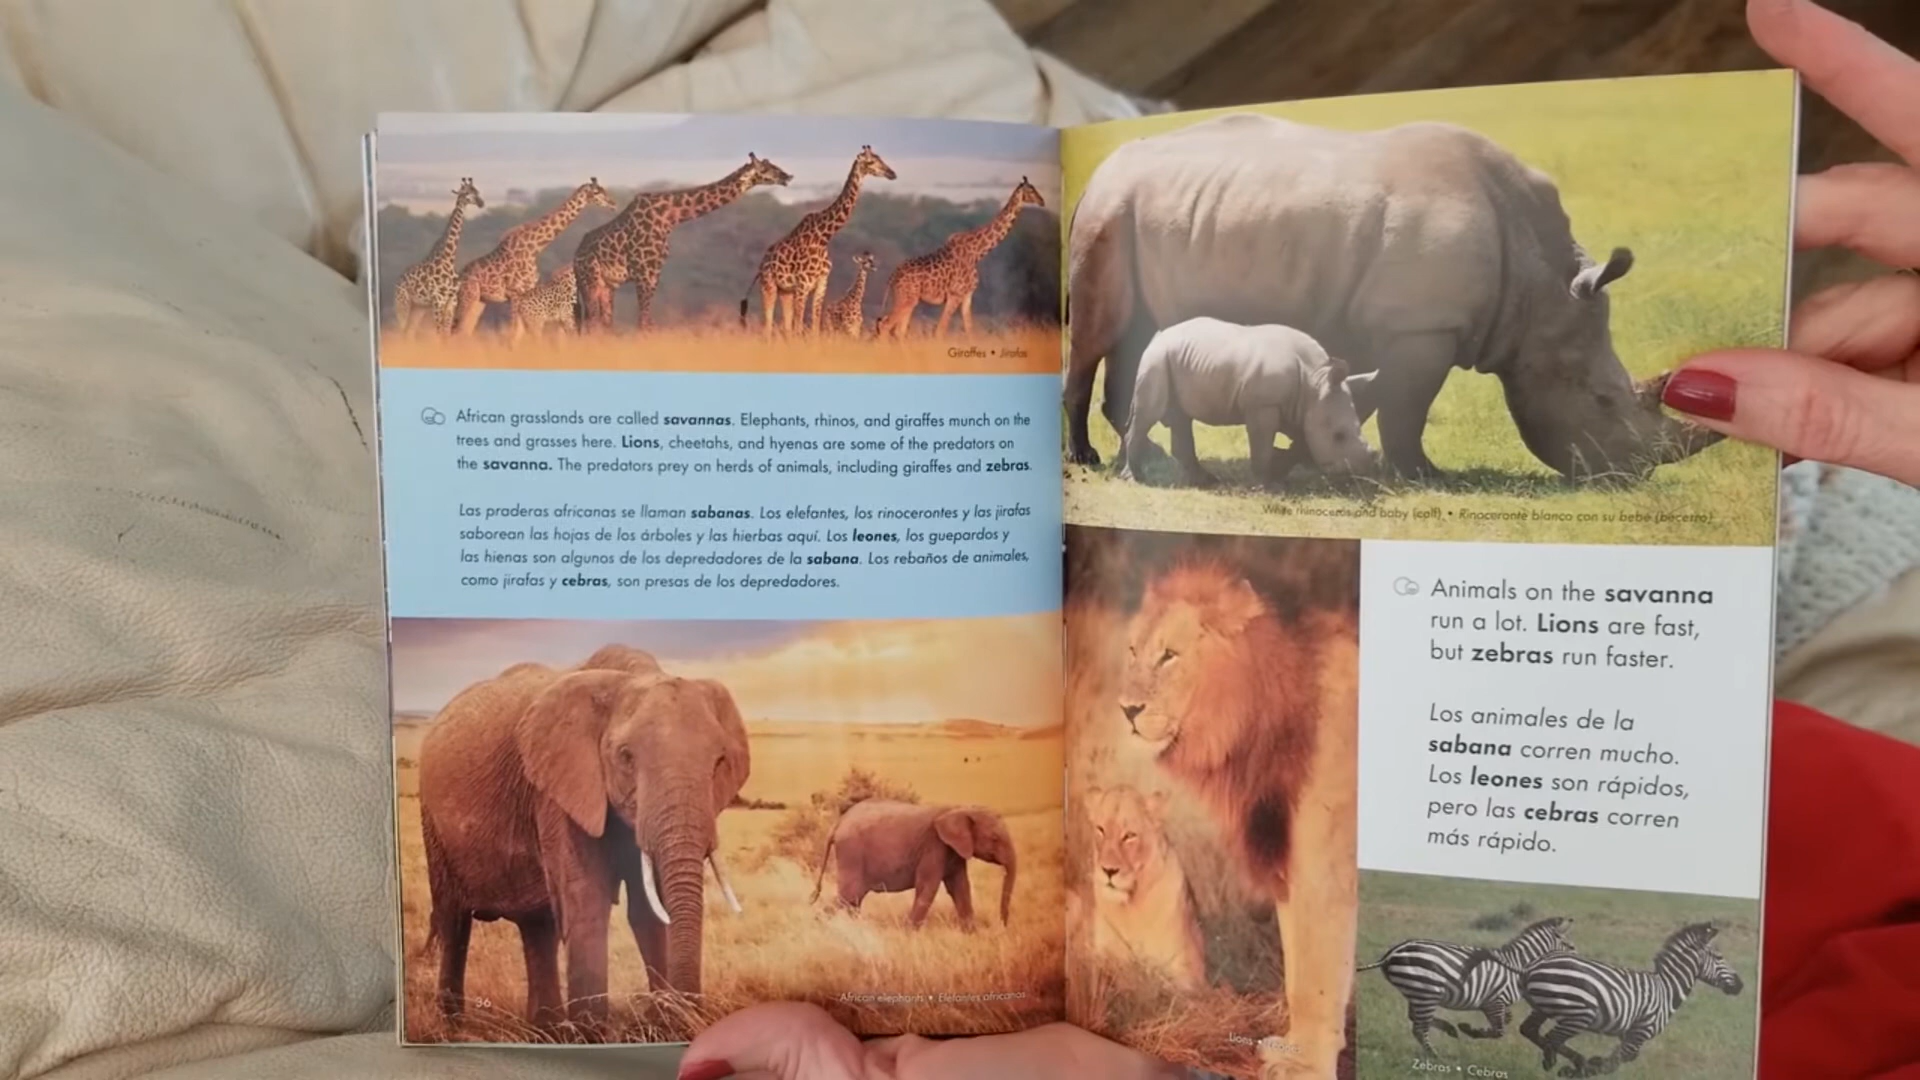 Giraffes • Jirafas
African grasslands are called savannas. Elephants, rhinos, and giraffes munch on the
trees and grasses here. Lions, cheetahs, and hyenas are some of the predators on
the savanna. The predators prey on herds of animals, including giraffes and zebras.
Las praderas africanas se llaman sabanas. Los elefantes, los rinocerontes y las jirafas
saborean las hojas de los árboles y las hierbas aquí. Los leones, los guepardos y
las hienas son algunos de los depredadores de la sabana. Los rebaños de animales,
como jirafas y cebras, son presas de los depredadores.
36
African elephants • Elefantes africanos
White rhinoceros and baby (calf) • Rinoceronte blanco con su bebé (becerro)
Animals on the savanna
run a lot. Lions are fast,
but zebras run faster.
Los animales de la
sabana corren mucho.
Los leones son rápidos,
pero las cebras corren
más rápido.
Lions •
Zebras • Cebras